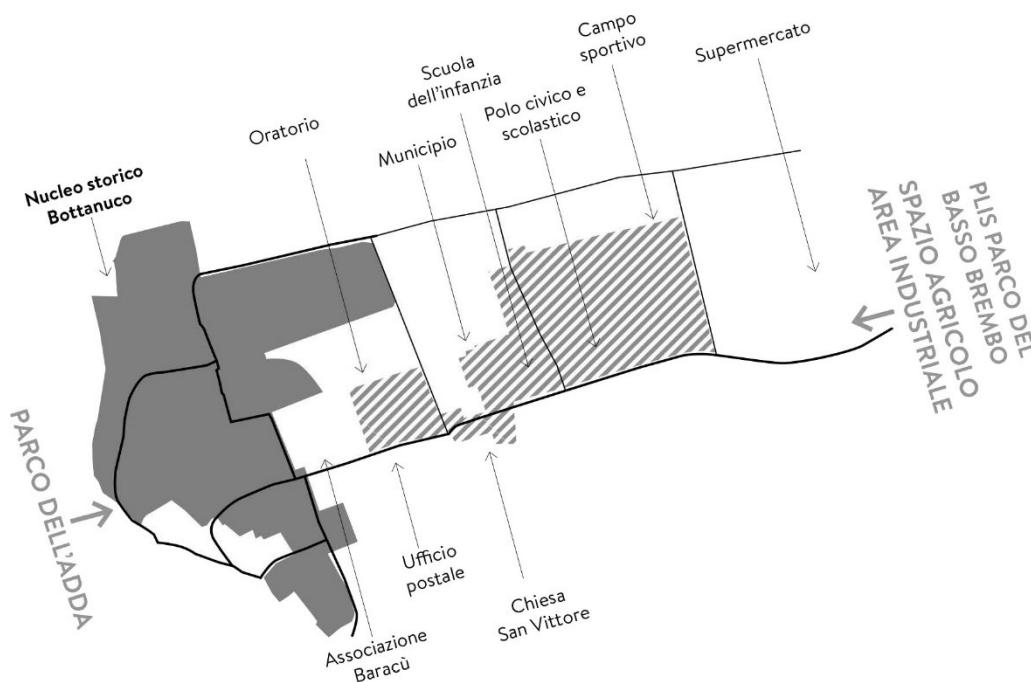 Campo
sportivo
Supermercato
Scuola
dell'infanzia
Polo civico e
scolastico
Oratorio
Municipio
Nucleo storico
Bottanuco
PLIS PARCO DEL
BASSO BREMBO
SPAZIO AGRICOLO
AREA INDUSTRIALE
PARCO DELL'ADDA
Ufficio
postale
Chiesa
San Vittore
Associazione
Baracù